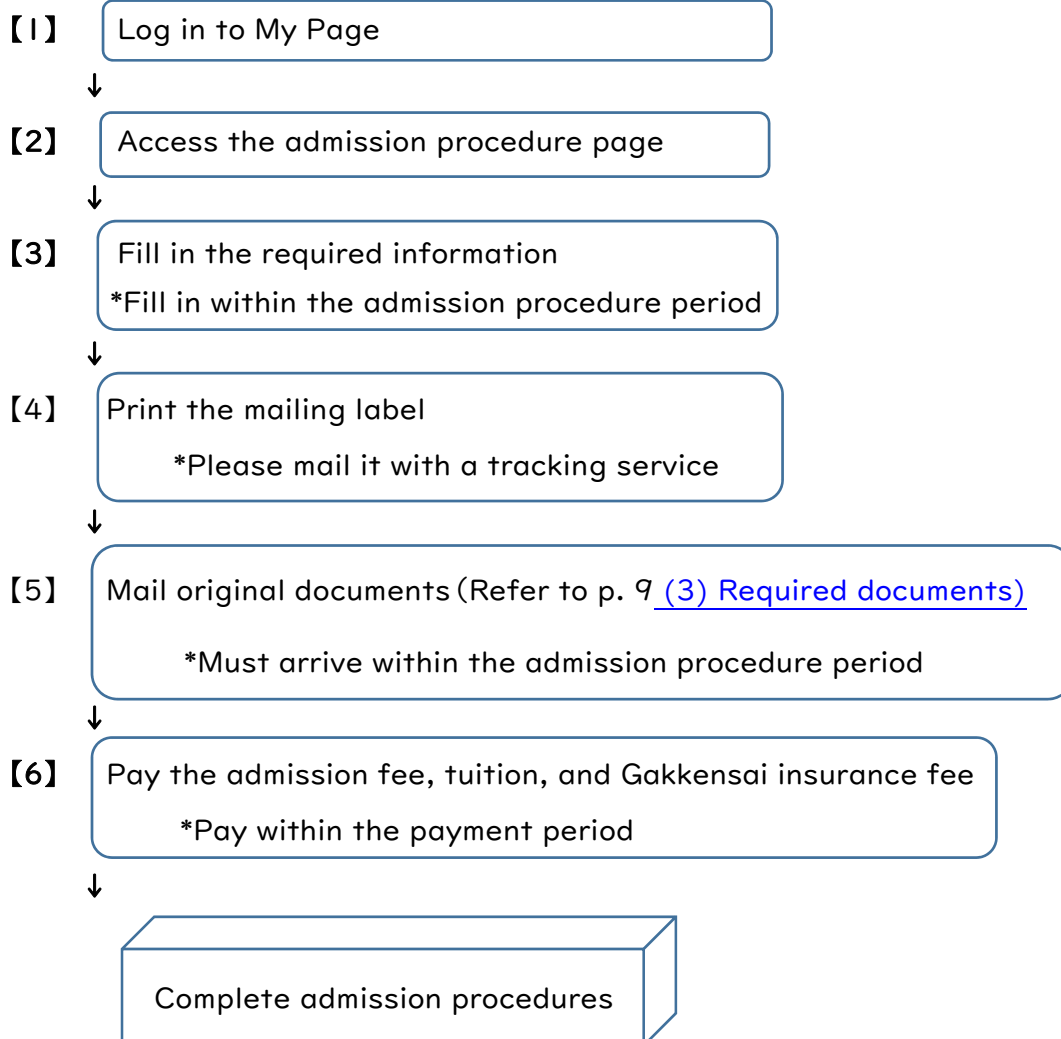 【1】 Log in to My Page
↓
【2】 Access the admission procedure page
↓
【3】 Fill in the required information
*Fill in within the admission procedure period
↓
【4】 Print the mailing label
*Please mail it with a tracking service
↓
【5】 Mail original documents (Refer to p. 9 (3) Required documents)
*Must arrive within the admission procedure period
↓
【6】 Pay the admission fee, tuition, and Gakkensai insurance fee
*Pay within the payment period
↓
Complete admission procedures